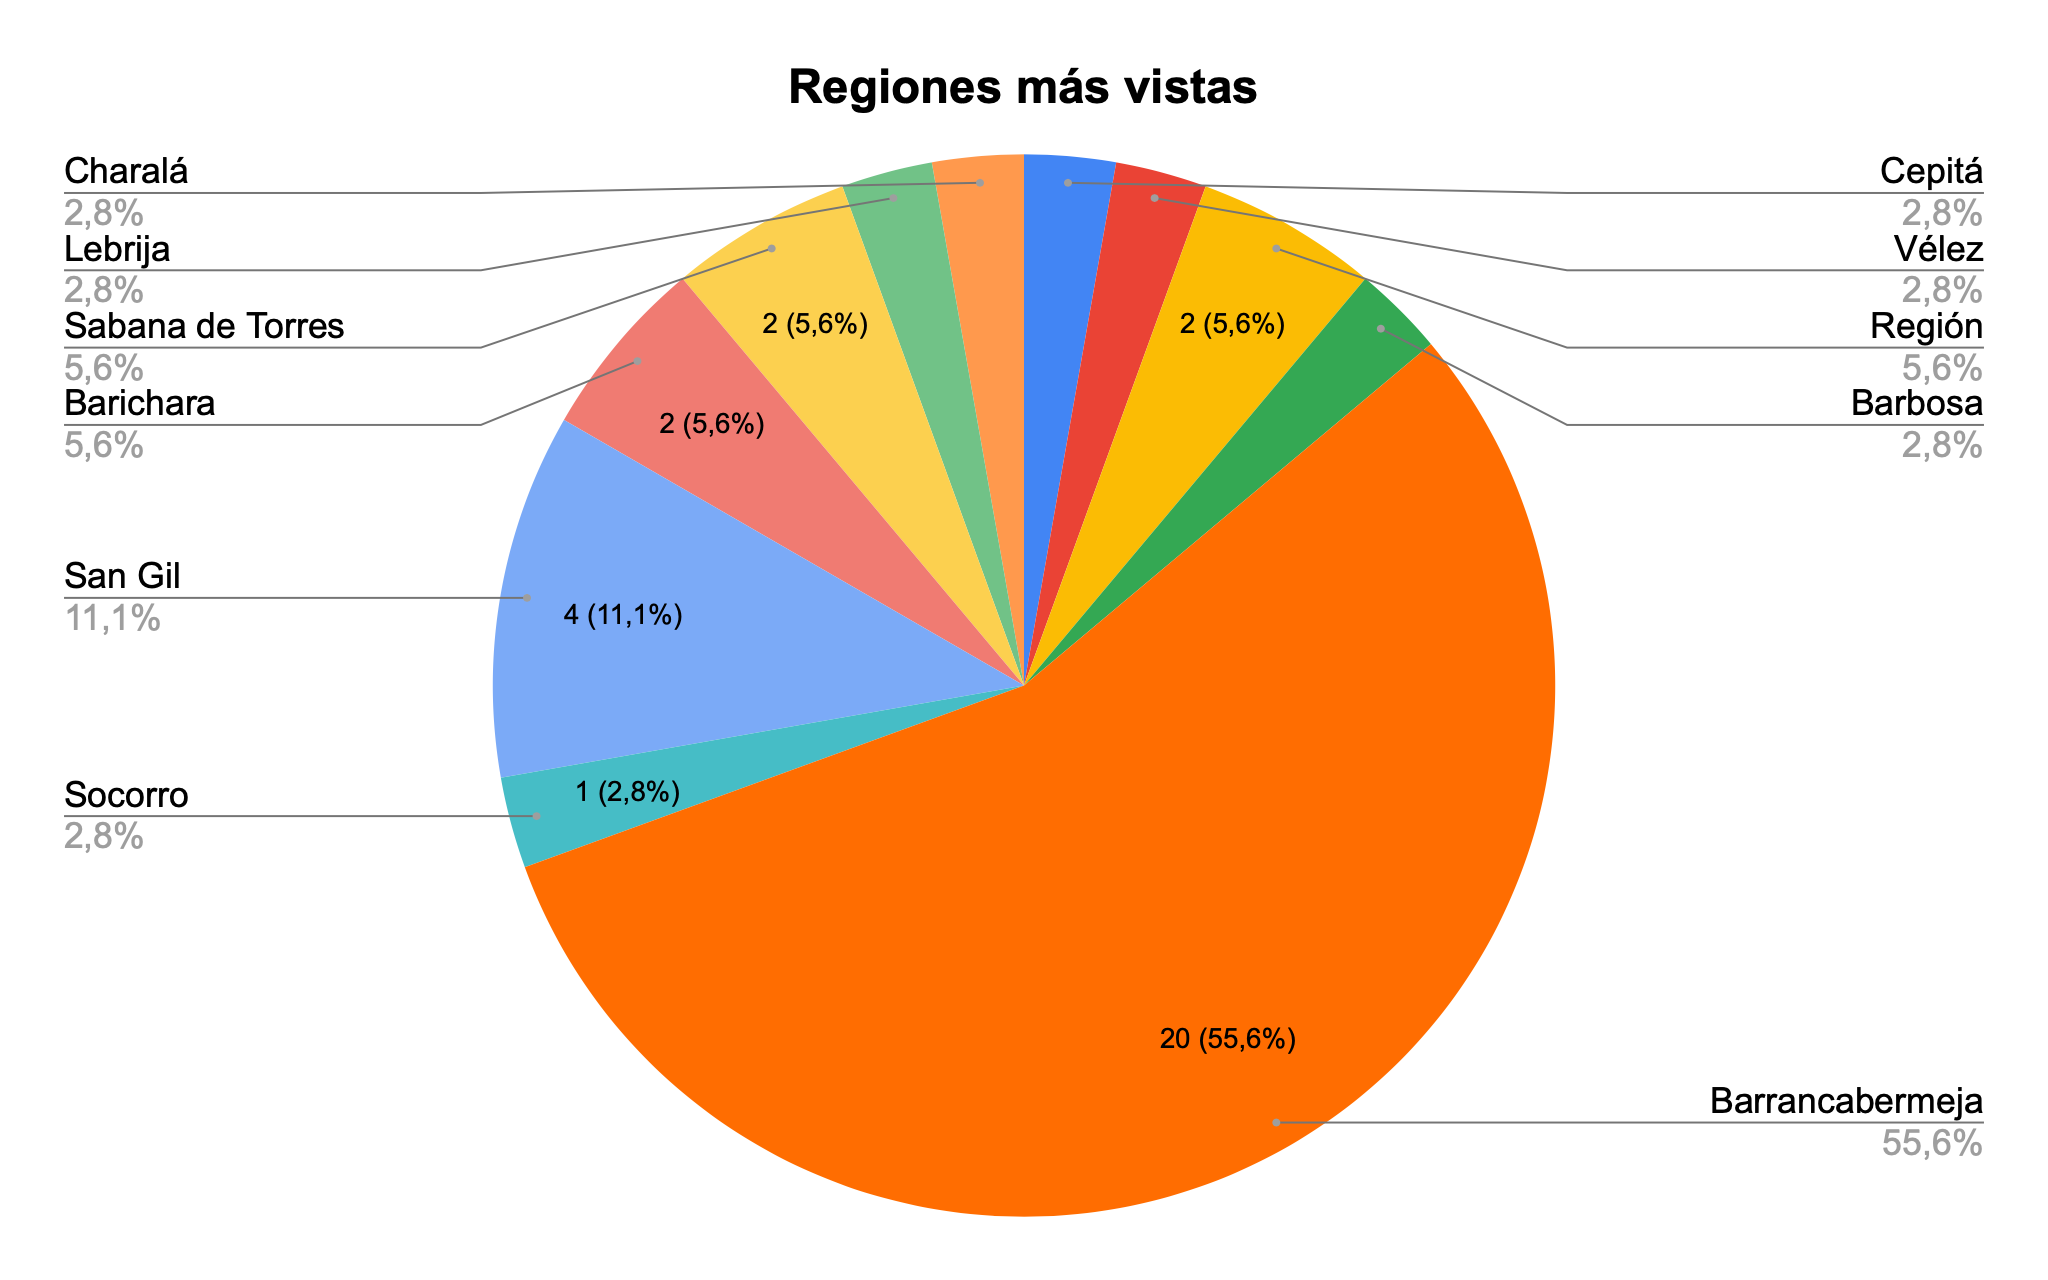 Regiones más vistas
Charalá
2,8%
Lebrija
2,8%
Sabana de Torres
5,6%
Barichara
5,6%
San Gil
11,1%
Socorro
2,8%
Cepitá
2,8%
Vélez
2,8%
Región
5,6%
Barbosa
2,8%
Barrancabermeja
55,6%
2 (5,6%)
2 (5,6%)
2 (5,6%)
4 (11,1%)
1 (2,8%)
20 (55,6%)